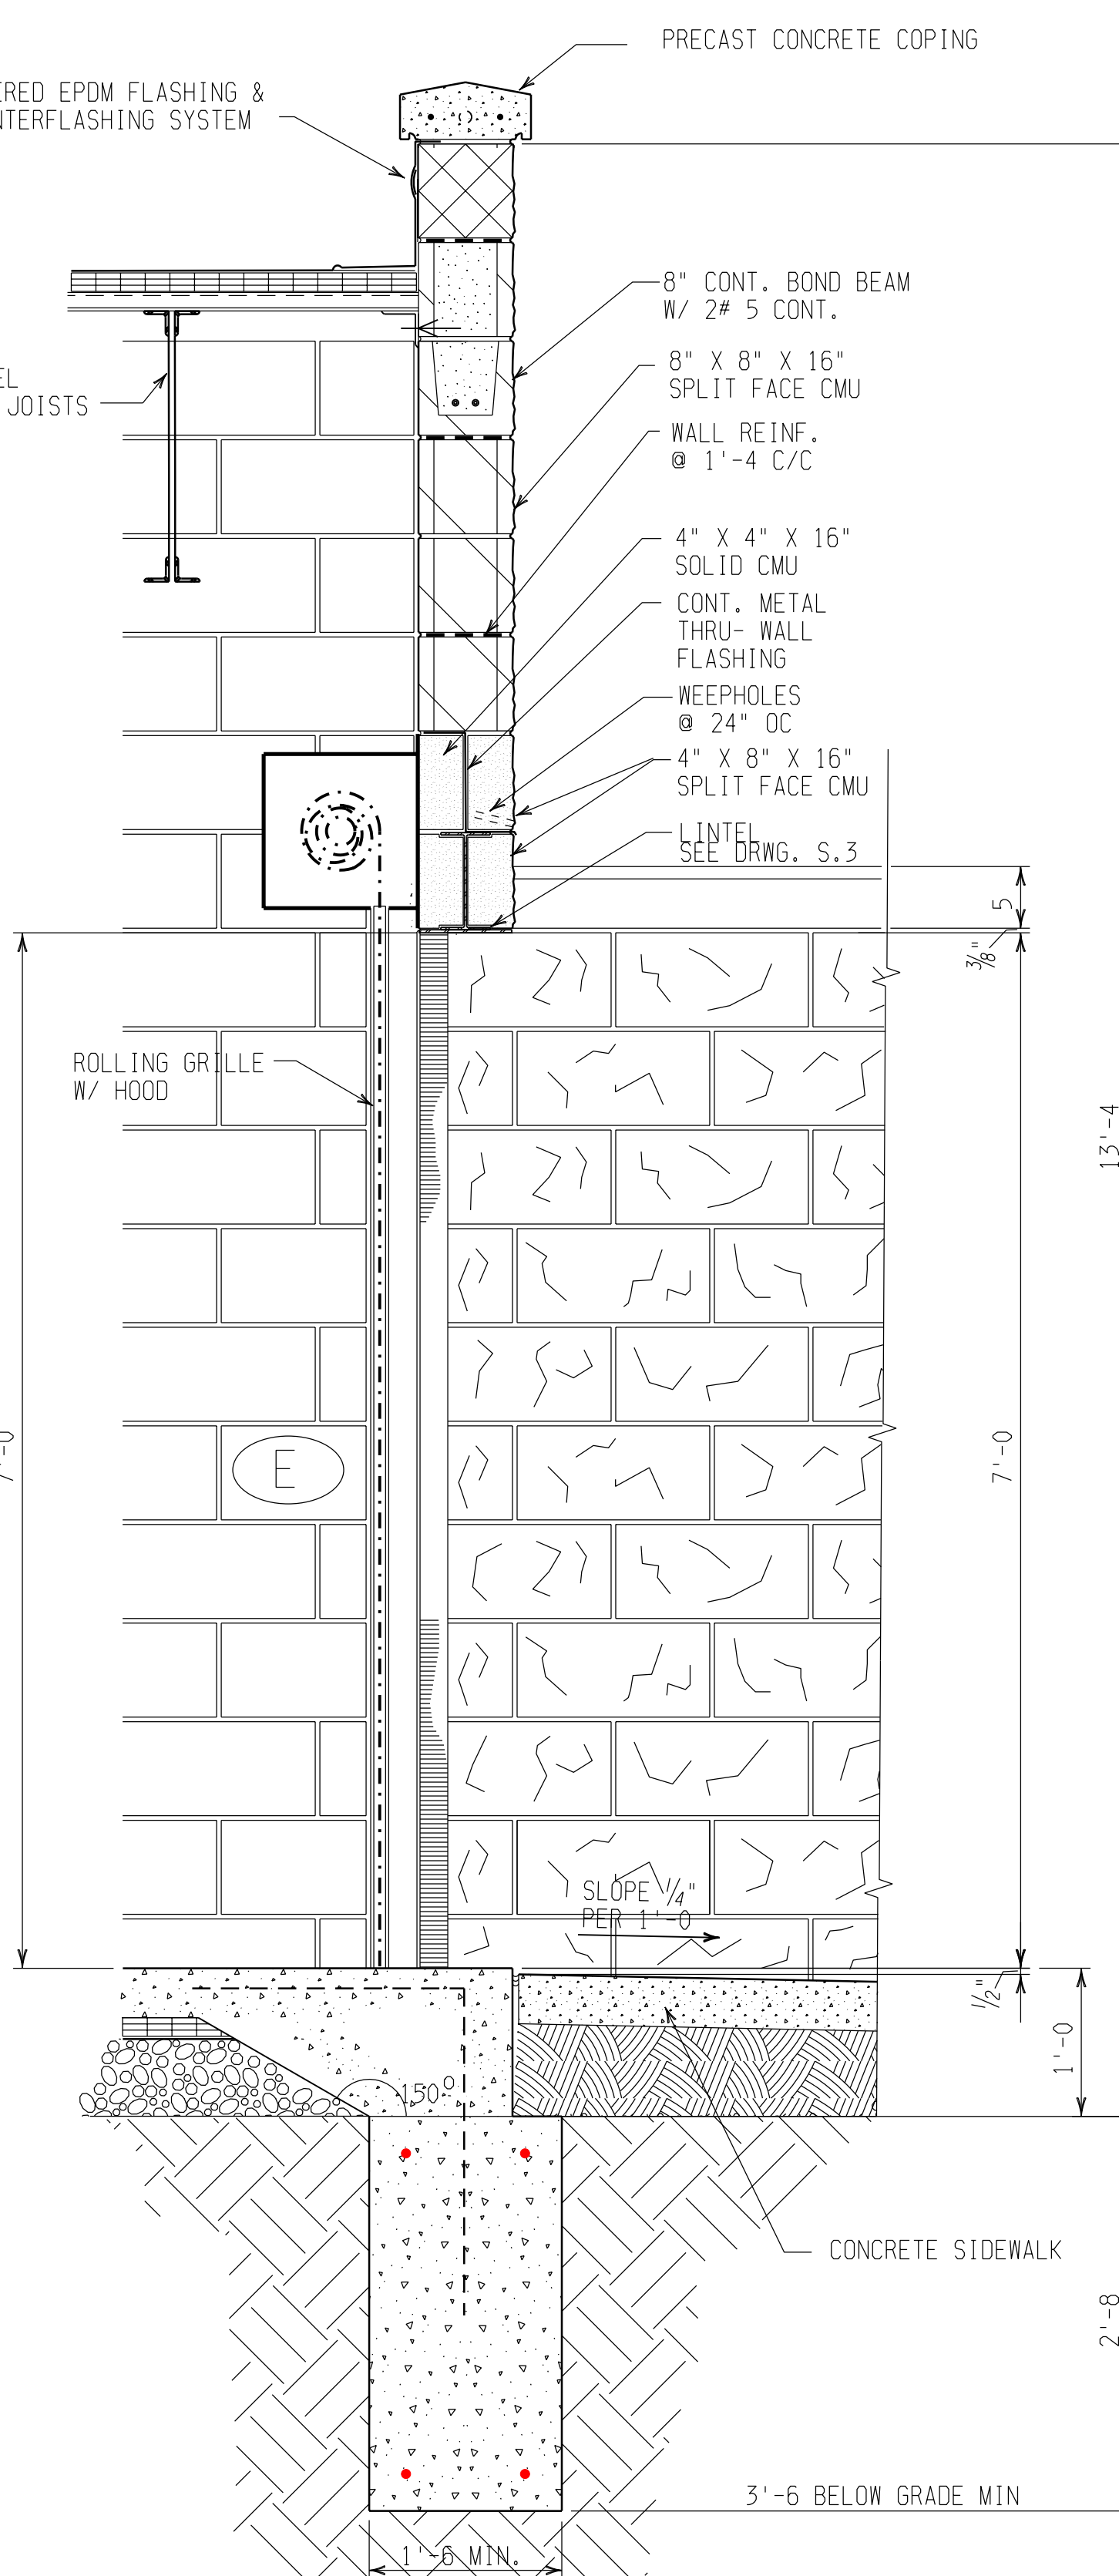 PRECAST CONCRETE COPING
EPDM FLASHING &
SYSTEM
8" CONT. BOND BEAM
W/ 2# 5 CONT.
8" X 8" X 16"
SPLIT FACE CMU
JOISTS
WALL REINF.
@ 1'-4 C/C
4" X 4" X 16"
SOLID CMU
CONT. METAL
THRU- WALL
FLASHING
WEEPHOLES
@ 24" OC
4" X 8" X 16"
SPLIT FACE CMU
LINTEL
SEE DRWG. S.3
5
3/8"
ROLLING GRILLE
W/ HOOD
13'-4
7'-0
7'-0
E
SLOPE 1/4"
PER 1'-0
1/2"
1'-0
150°
CONCRETE SIDEWALK
2'-8
3'-6 BELOW GRADE MIN
1'-6 MIN.